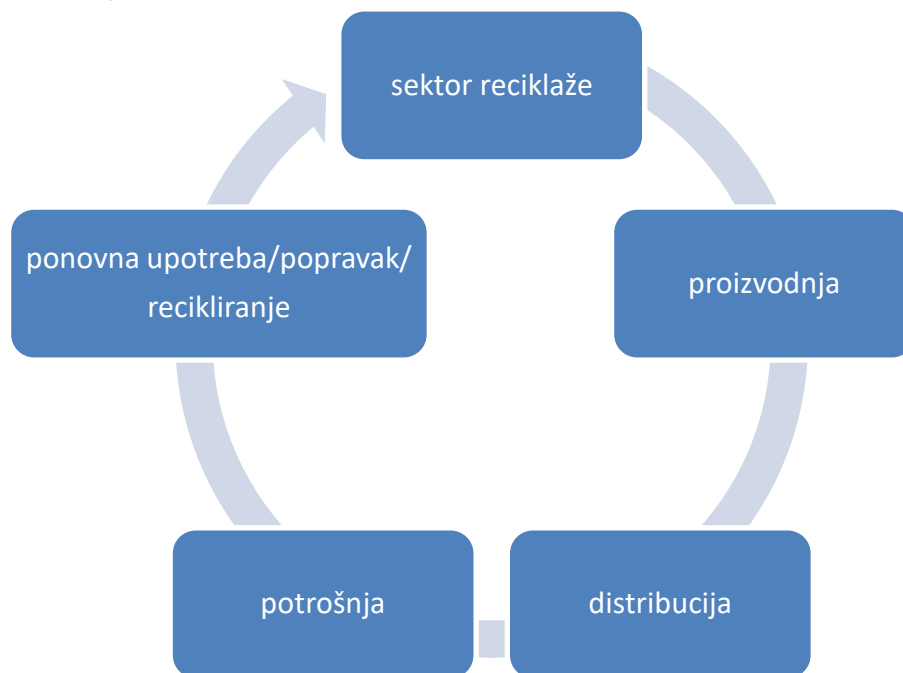 sektor reciklaže
proizvodnja
distribucija
potrošnja
ponovna upotreba/popravak/
recikliranje